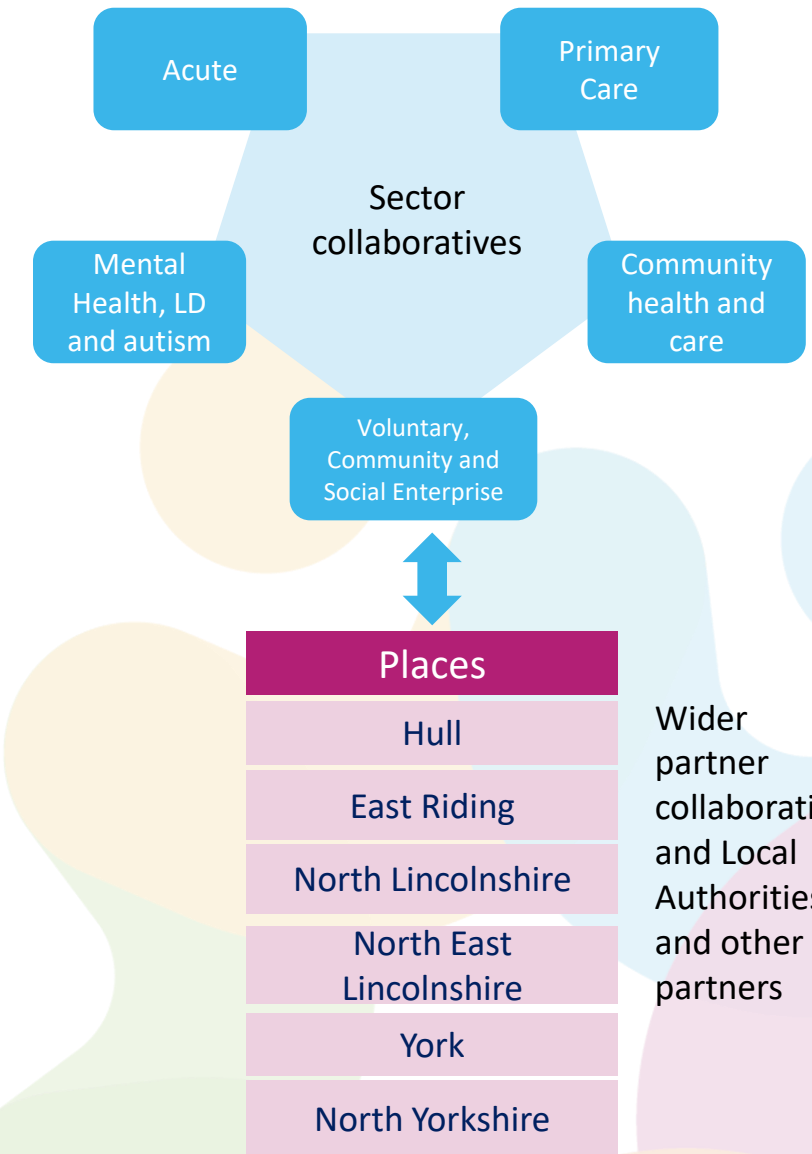 Acute
Primary
Care
Sector
collaboratives
Mental
Health, LD
and autism
Community
health and
care
Voluntary,
Community and
Social Enterprise
Places
Hull
East Riding
North Lincolnshire
North East
Lincolnshire
York
North Yorkshire
Wider
partner
and Local
and other
partners